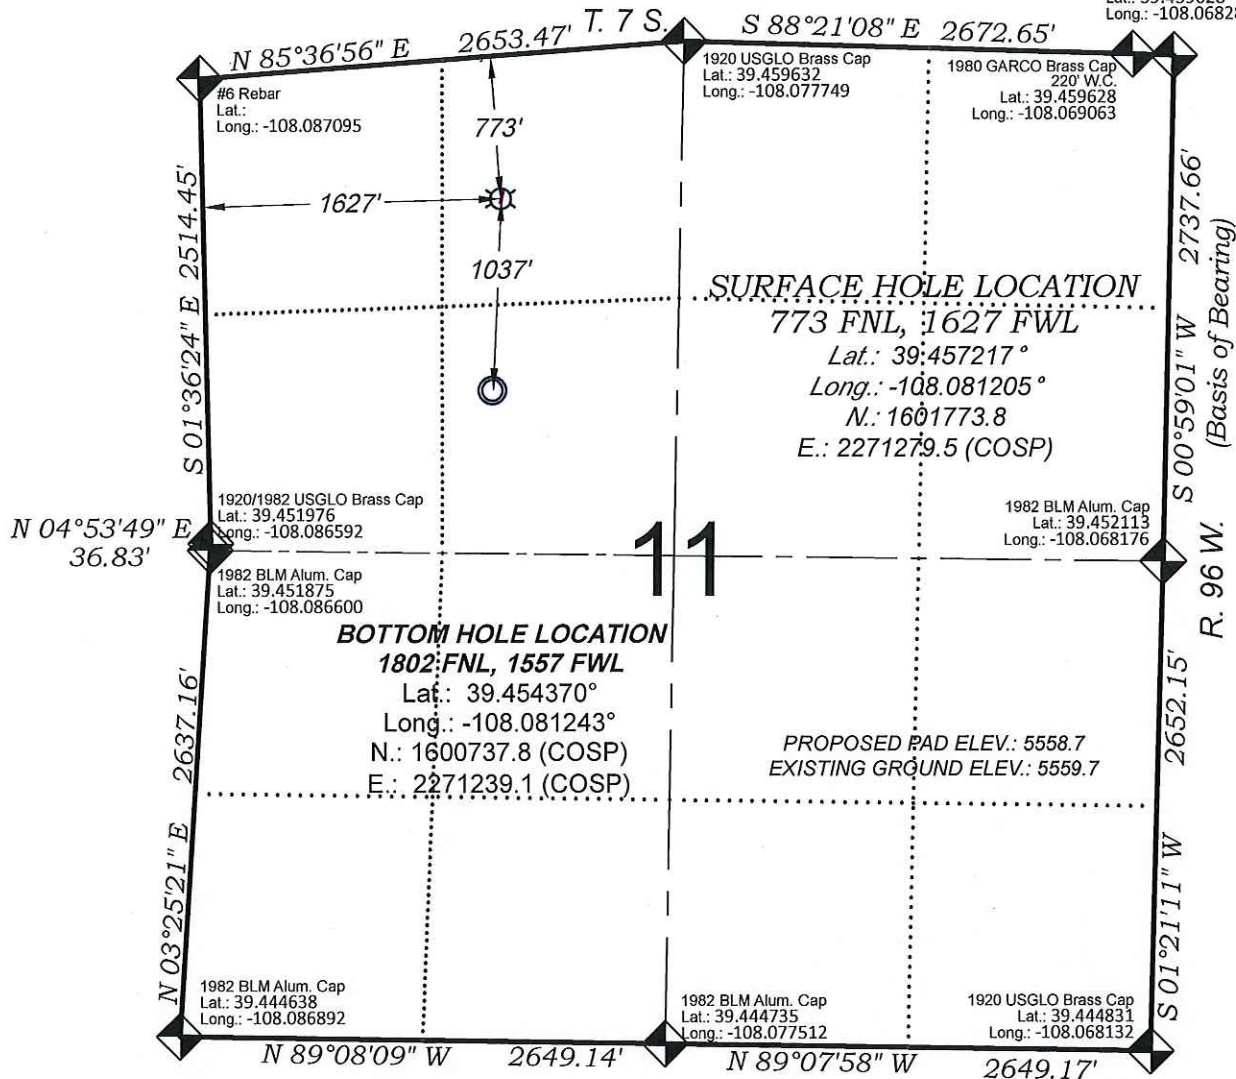 Long.: -108.06828
T. 7 S.
N 85°36'56" E 2653.47'
S 88°21'08" E 2672.65'
#6 Rebar
Lat.:
Long.: -108.087095
1920 USGLO Brass Cap
Lat.: 39.459632
Long.: -108.077749
1980 GARCO Brass Cap
220' W.C.
Lat.: 39.459628
Long.: -108.069063
773'
1627'
1037'
S 01°36'24" E 2514.45'
2737.66'
S 00°59'01" W
(Basis of Bearing)
SURFACE HOLE LOCATION
773 FNL, 1627 FWL
Lat.: 39.457217°
Long.: -108.081205°
N.: 1601773.8
E.: 2271279.5 (COSP)
1920/1982 USGLO Brass Cap
Lat.: 39.451976
Long.: -108.086592
N 04°53'49" E
36.83'
1982 BLM Alum. Cap
Lat.: 39.451875
Long.: -108.086600
11
1982 BLM Alum. Cap
Lat.: 39.452113
Long.: -108.068176
R. 96 W.
BOTTOM HOLE LOCATION
1802 FNL, 1557 FWL
Lat.: 39.454370°
Long.: -108.081243°
N.: 1600737.8 (COSP)
E.: 2271239.1 (COSP)
PROPOSED PAD ELEV.: 5558.7
EXISTING GROUND ELEV.: 5559.7
N 03°25'21" E 2637.16'
S 01°21'11" W 2652.15'
1982 BLM Alum. Cap
Lat.: 39.444638
Long.: -108.086892
1982 BLM Alum. Cap
Lat.: 39.444735
Long.: -108.077512
1920 USGLO Brass Cap
Lat.: 39.444831
Long.: -108.068132
N 89°08'09" W 2649.14'
N 89°07'58" W 2649.17'